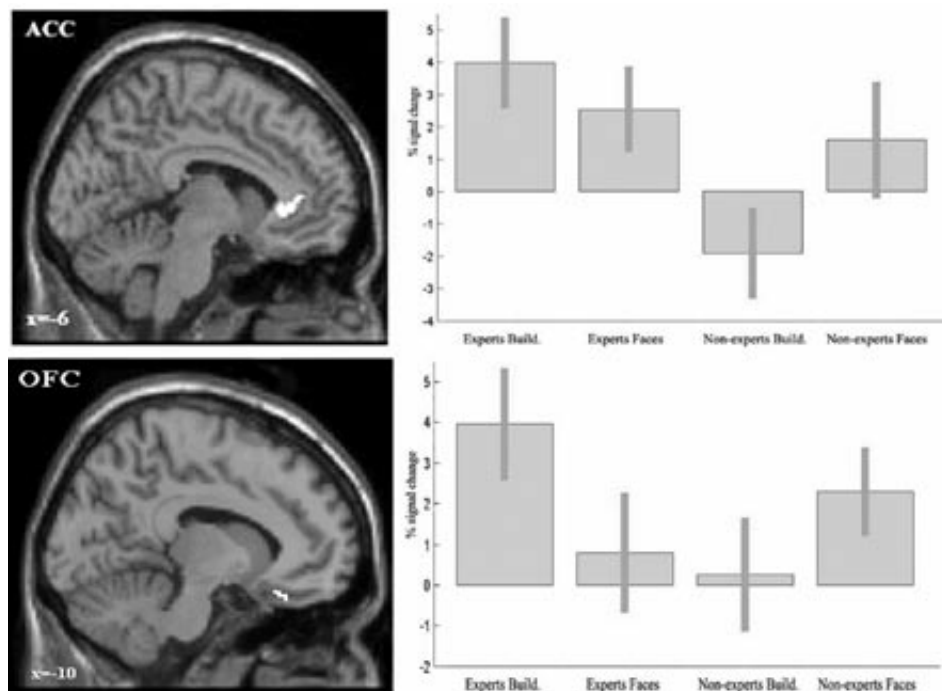 ACC
x=-6
% signal change
5
4
3
2
1
0
-1
-2
-3
-4
Experts Build.
Experts Faces
Non-experts Build.
Non-experts Faces
OFC
x=-10
% signal change
5
4
3
2
1
0
-1
-2
Experts Build.
Experts Faces
Non-experts Build.
Non-experts Faces